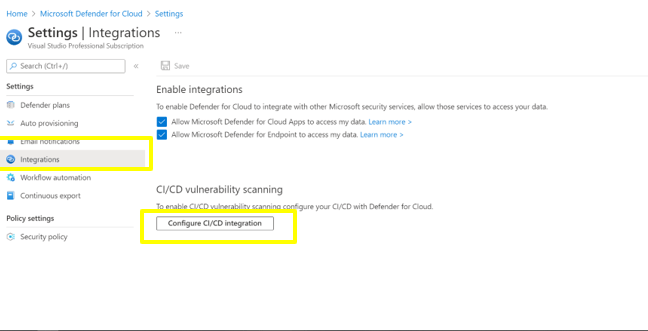 Home > Microsoft Defender for Cloud > Settings
Settings | Integrations ...
Visual Studio Professional Subscription
Search (Ctrl+/) «
Save
Settings
Defender plans
Auto provisioning
Email notifications
Integrations
Workflow automation
Continuous export
Policy settings
Security policy
Enable integrations
To enable Defender for Cloud to integrate with other Microsoft security services, allow those services to access your data.
Allow Microsoft Defender for Cloud Apps to access my data. Learn more >
Allow Microsoft Defender for Endpoint to access my data. Learn more >
CI/CD vulnerability scanning
To enable CI/CD vulnerability scanning configure your CI/CD with Defender for Cloud.
Configure CI/CD integration